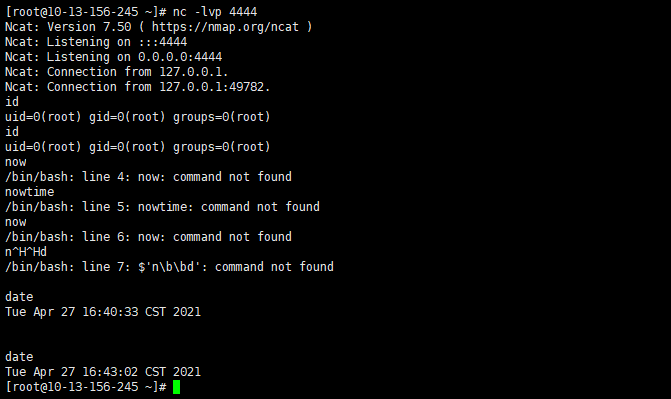 [root@10-13-156-245 ~]# nc -lvp 4444
Ncat: Version 7.50 ( https://nmap.org/ncat )
Ncat: Listening on :::4444
Ncat: Listening on 0.0.0.0:4444
Ncat: Connection from 127.0.0.1.
Ncat: Connection from 127.0.0.1:49782.
id
uid=0(root) gid=0(root) groups=0(root)
id
uid=0(root) gid=0(root) groups=0(root)
now
/bin/bash: line 4: now: command not found
nowtime
/bin/bash: line 5: nowtime: command not found
now
/bin/bash: line 6: now: command not found
n^H^Hd
/bin/bash: line 7: $'n\b\bd': command not found
date
Tue Apr 27 16:40:33 CST 2021
date
Tue Apr 27 16:43:02 CST 2021
[root@10-13-156-245 ~]#